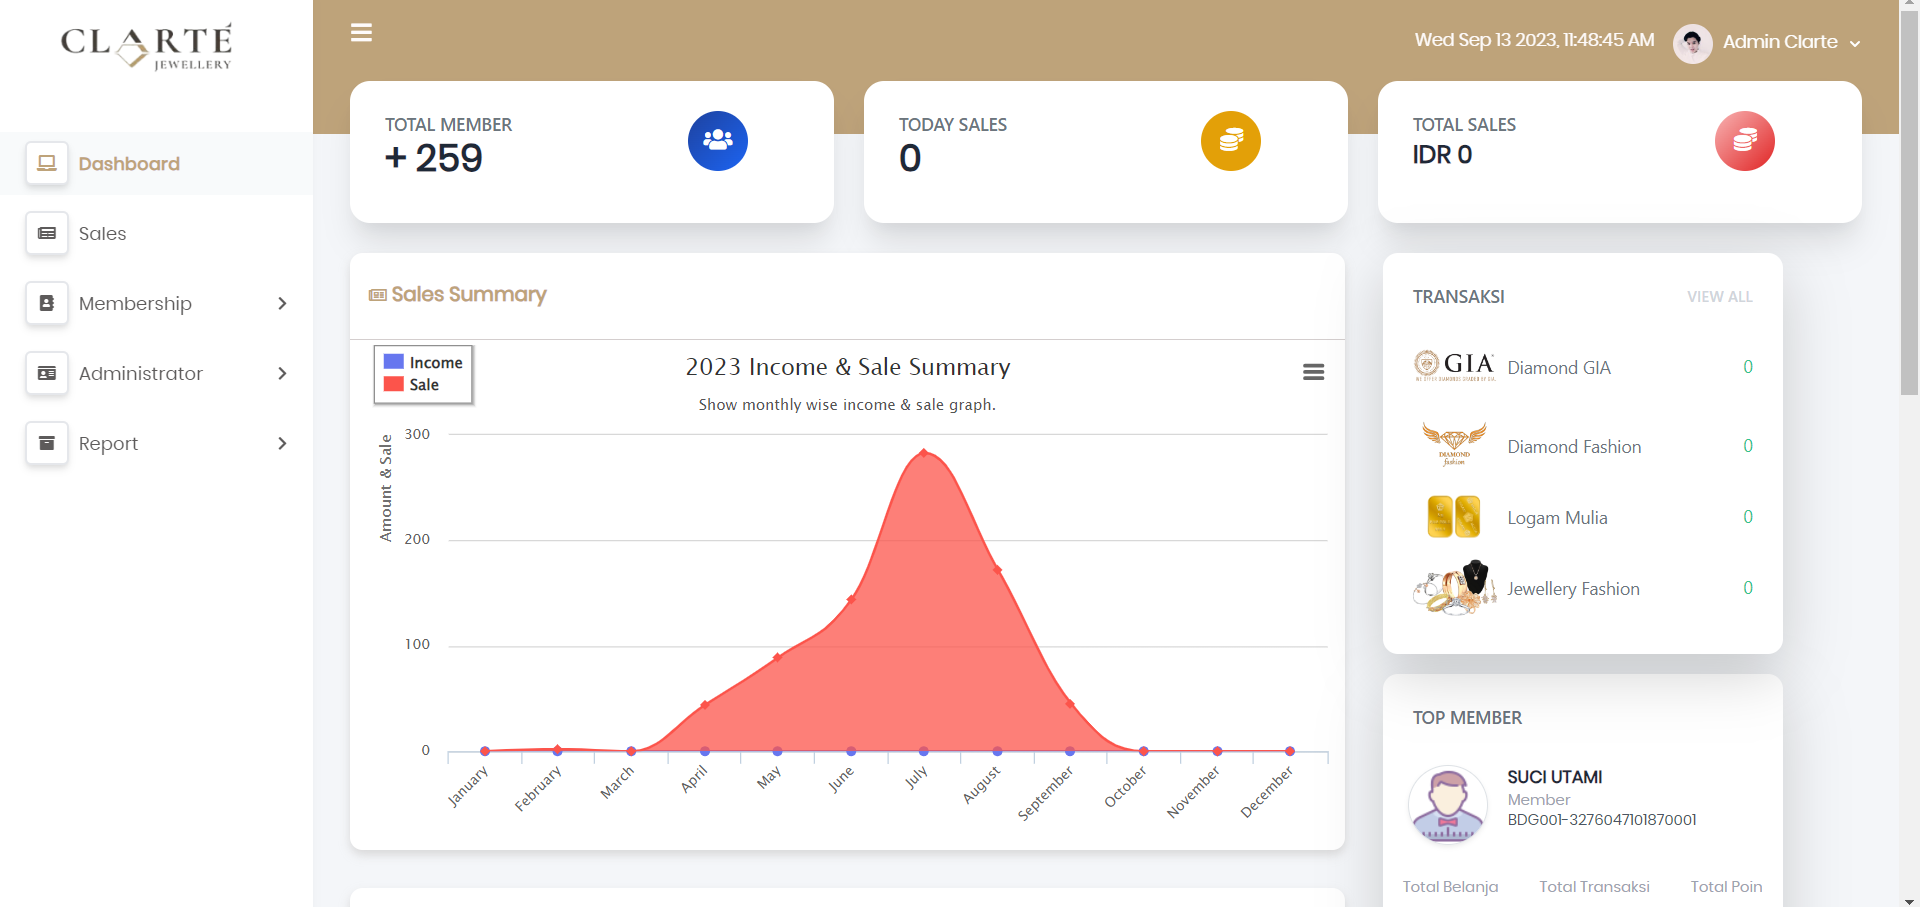 CLARTÉ
JEWELLERY
Wed Sep 13 2023, 11:48:45 AM
Admin Clarte
Dashboard
Sales
Membership
Administrator
Report
TOTAL MEMBER
+ 259
TODAY SALES
0
TOTAL SALES
IDR 0
Sales Summary
Income
Sale
2023 Income & Sale Summary
Show monthly wise income & sale graph.
Amount & Sale
300
200
100
0
January
February
March
April
May
June
July
August
September
October
November
December
TRANSAKSI
VIEW ALL
GIA
Diamond GIA
0
DIAMOND
fashion
Diamond Fashion
0
Logam Mulia
0
Jewellery Fashion
0
TOP MEMBER
SUCI UTAMI
Member
BDG001-3276047101870001
Total Belanja
Total Transaksi
Total Poin